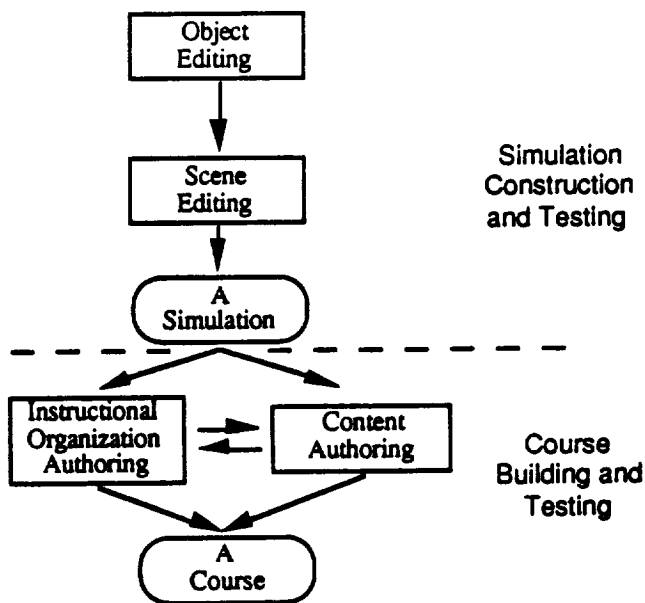 Object
Editing
Scene
Editing
Simulation
Construction
and Testing
A
Simulation
Instructional
Organization
Authoring
Content
Authoring
Course
Building and
Testing
A
Course